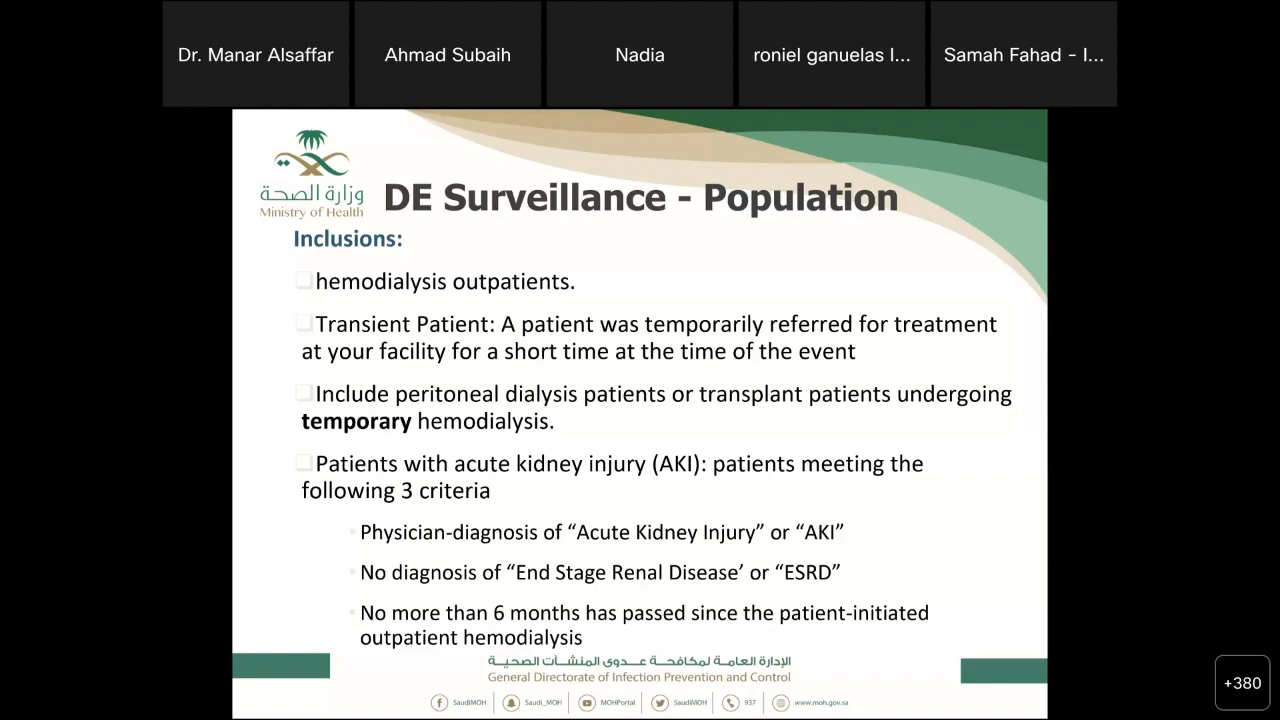 Dr. Manar Alsaffar
Ahmad Subaih
Nadia
roniel ganuelas l...
Samah Fahad - I...
وزارة الصحة
Ministry of Health
DE Surveillance - Population
Inclusions:
hemodialysis outpatients.
Transient Patient: A patient was temporarily referred for treatment
at your facility for a short time at the time of the event
Include peritoneal dialysis patients or transplant patients undergoing
temporary hemodialysis.
Patients with acute kidney injury (AKI): patients meeting the
following 3 criteria
Physician-diagnosis of “Acute Kidney Injury” or “AKI”
No diagnosis of “End Stage Renal Disease’ or “ESRD”
No more than 6 months has passed since the patient-initiated
outpatient hemodialysis
الإدارة العامـة لمكافحـة عـــدوى المنشــآت الصحيــة
General Directorate of Infection Prevention and Control
SaudiMOH
Saudi_MOH
MOHPortal
SaudiMOH
937
www.moh.gov.sa
+380